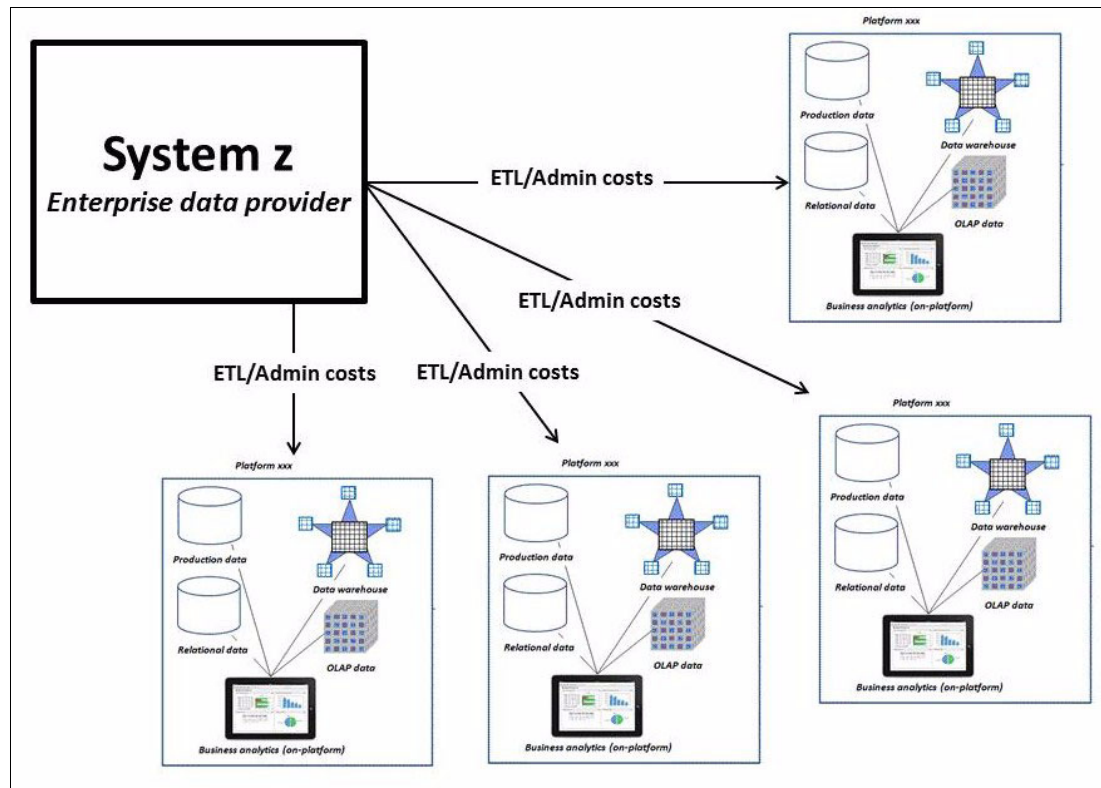 System z
Enterprise data provider
ETL/Admin costs
ETL/Admin costs
ETL/Admin costs
ETL/Admin costs
Platform xxx
Production data
Data warehouse
Relational data
OLAP data
Business analytics (on-platform)
Platform xxx
Production data
Data warehouse
Relational data
OLAP data
Business analytics (on-platform)
Platform xxx
Production data
Data warehouse
Relational data
OLAP data
Business analytics (on-platform)
Platform xxx
Production data
Data warehouse
Relational data
OLAP data
Business analytics (on-platform)